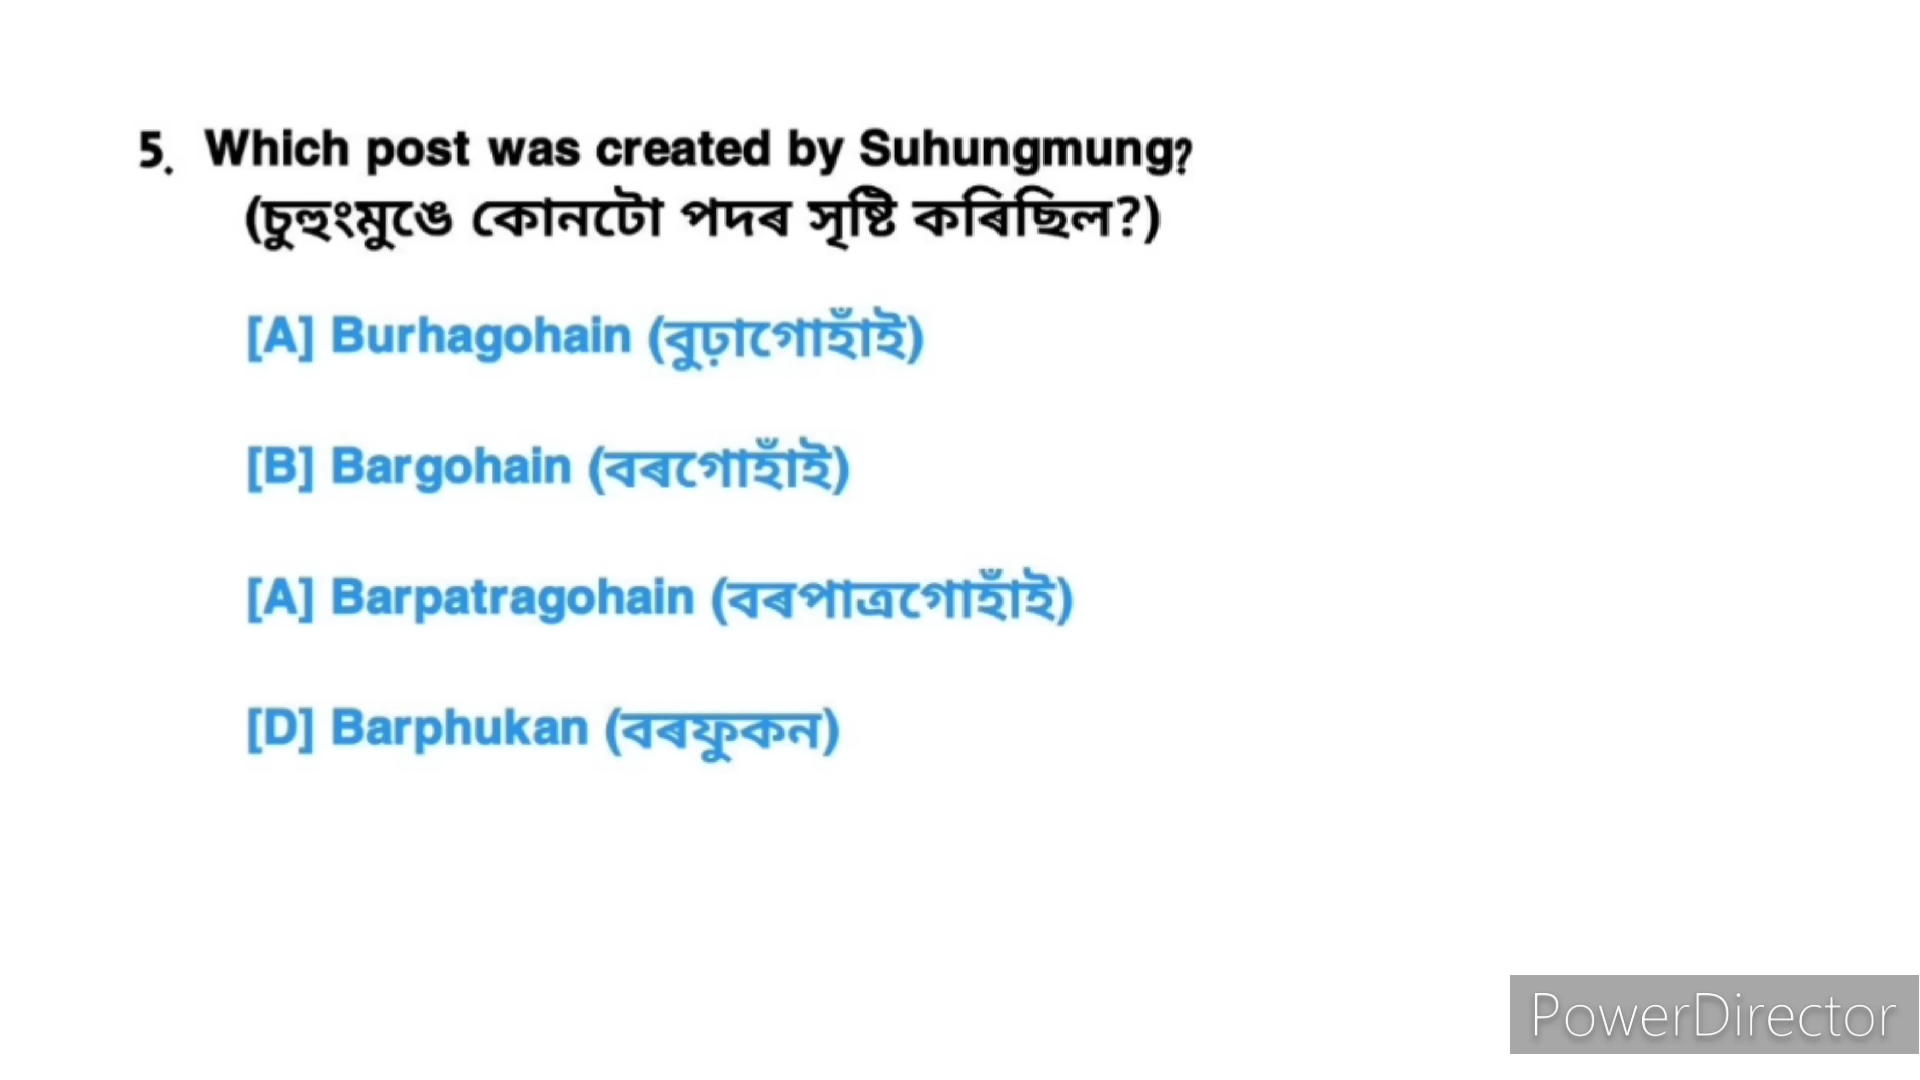 5. Which post was created by Suhungmung?
(চুহুংমুঙে কোনটো পদৰ সৃষ্টি কৰিছিল?)
[A] Burhagohain (বুঢ়াগোহাঁই)
[B] Bargohain (বৰগোহাঁই)
[A] Barpatragohain (বৰপাত্ৰগোহাঁই)
[D] Barphukan (বৰফুকন)
PowerDirector